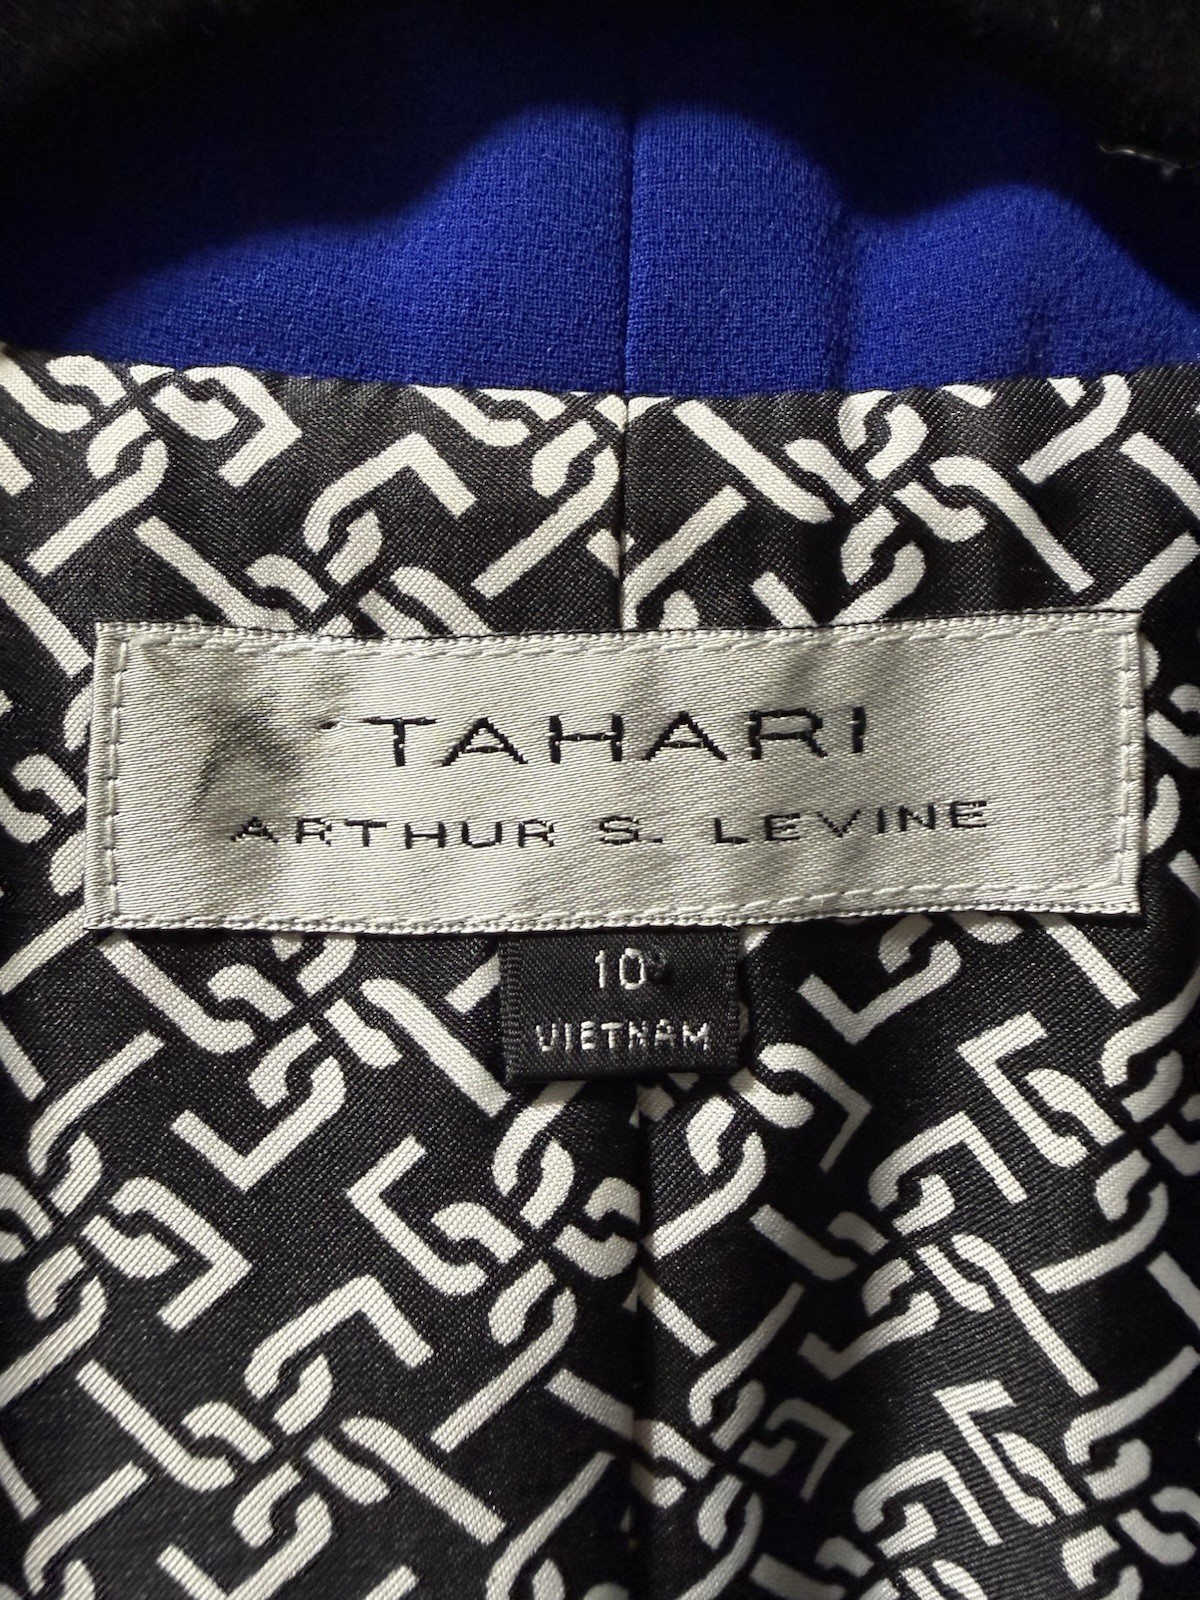 TAHARI
ARTHUR S. LEVINE
10
VIETNAM